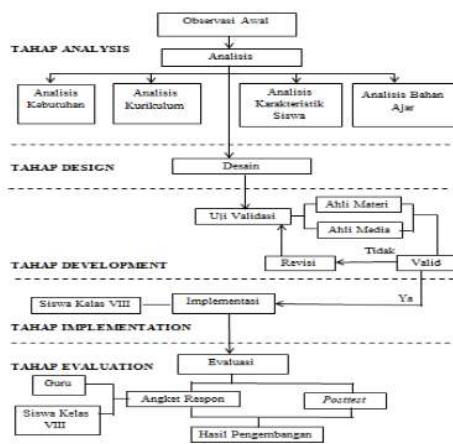 Observasi Awal
TAHAP ANALYSIS
Analisis
Analisis
Kebutuhan
Analisis
Kurikulum
Analisis
Karakteristik
Siswa
Analisis Bahan
Ajar
TAHAP DESIGN
Desain
Uji Validasi
Ahli Materi
Ahli Media
Tidak
TAHAP DEVELOPMENT
Revisi
Valid
Siswa Kelas VIII
Implementasi
Ya
TAHAP IMPLEMENTATION
TAHAP EVALUATION
Evaluasi
Guru
Angket Respon
Posttest
Siswa Kelas
VIII
Hasil Pengembangan